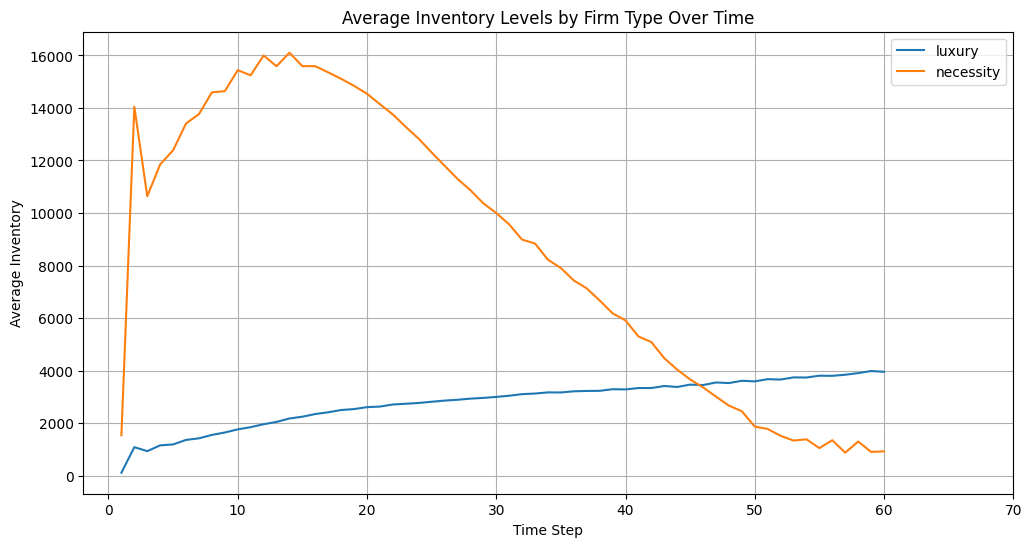 Average Inventory Levels by Firm Type Over Time
luxury
necessity
Average Inventory
16000
14000
12000
10000
8000
6000
4000
2000
0
0 10 20 30 40 50 60 70
Time Step